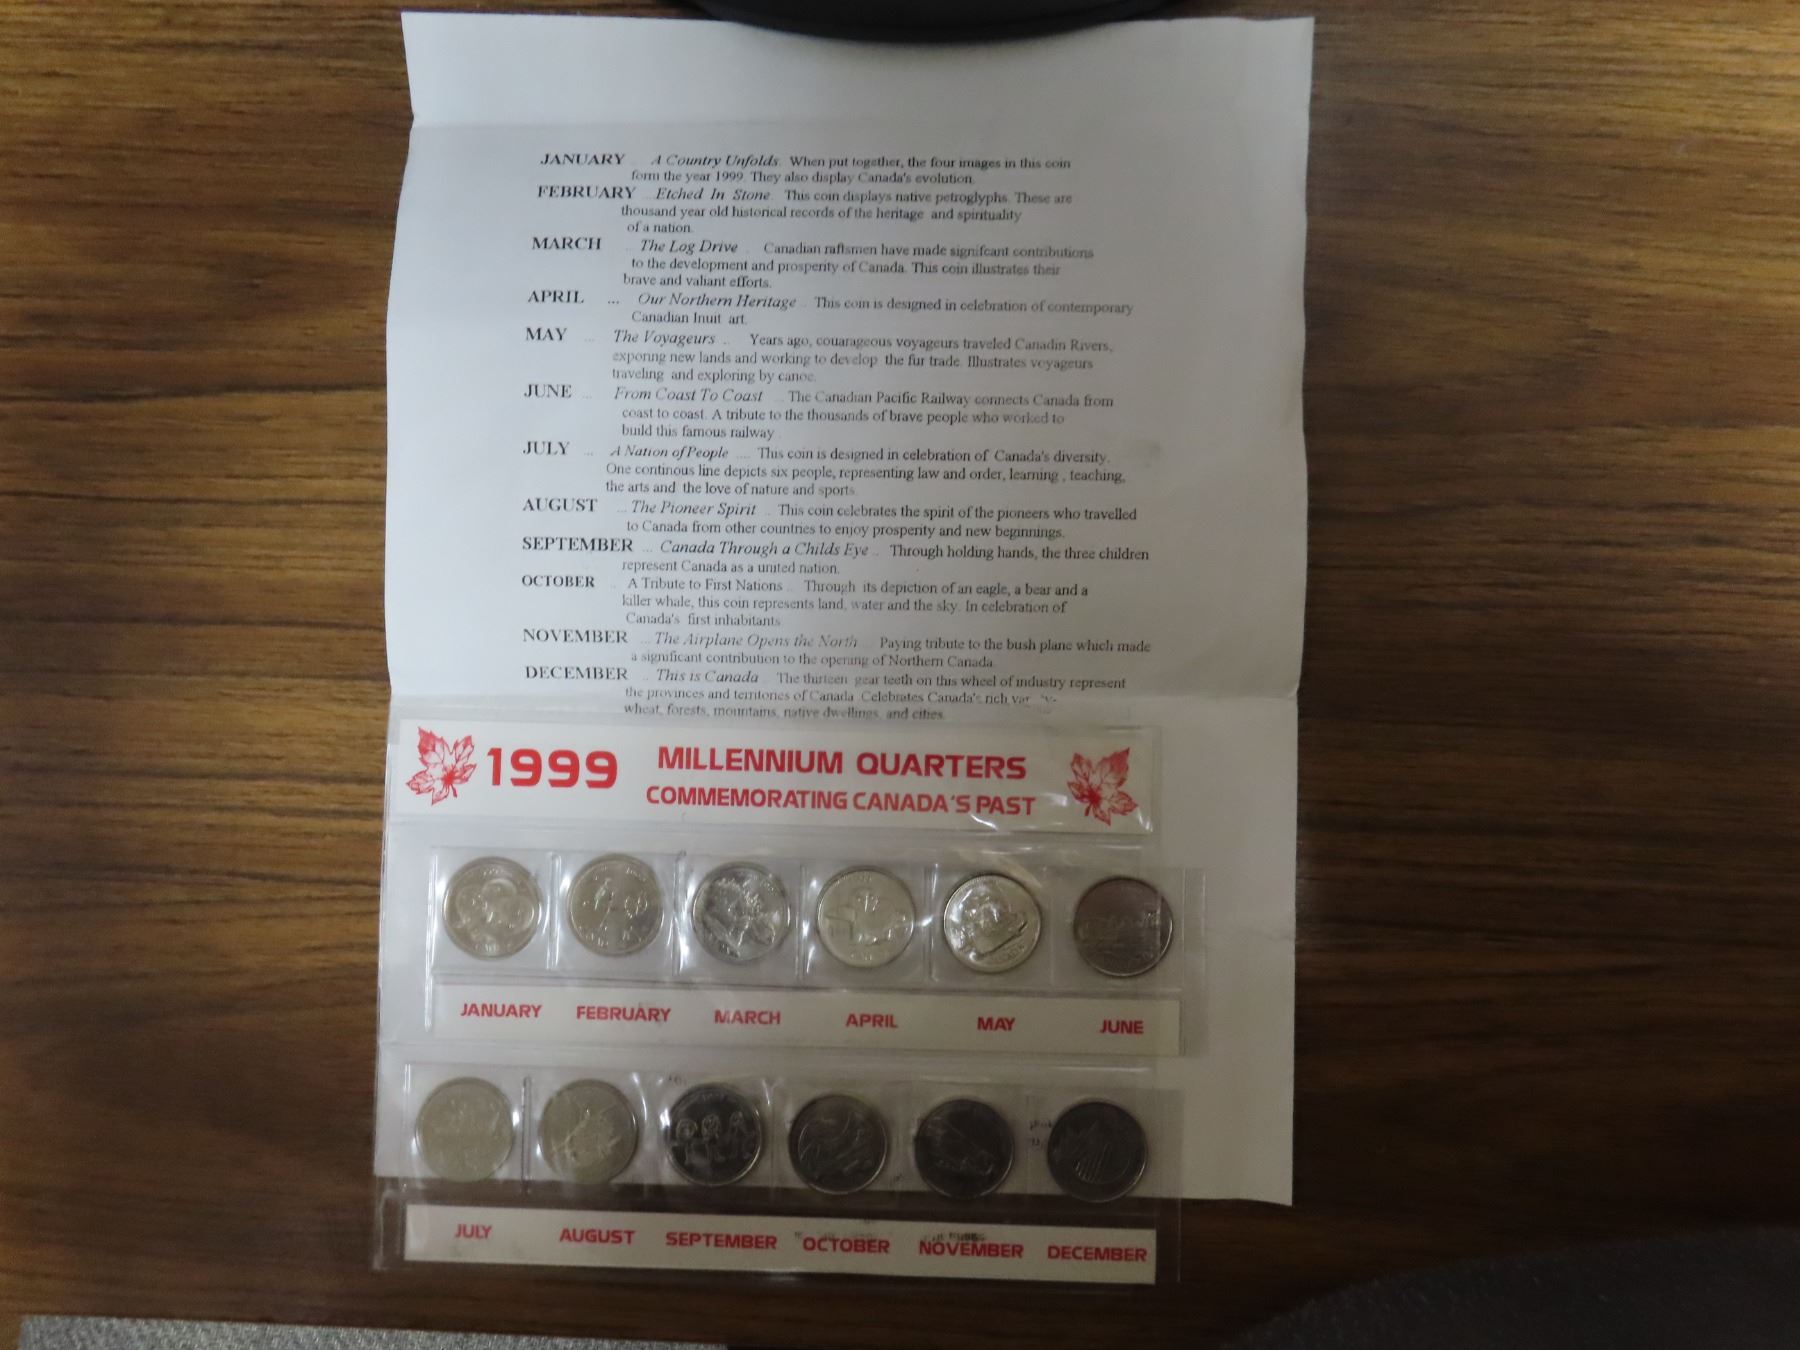 JANUARY A Country Unfolds. When put together, the four images in this coin
form the year 1999. They also display Canada's evolution.
FEBRUARY ... Etched In Stone. This coin displays native petroglyphs. These are
thousand year old historical records of the heritage and spirituality
of a nation.
MARCH .. The Log Drive .. Canadian raftsmen have made signifcant contributions
to the development and prosperity of Canada. This coin illustrates their
brave and valiant efforts.
APRIL ... Our Northern Heritage .. This coin is designed in celebration of contemporary
Canadian Inuit art.
MAY ... The Voyageurs .. Years ago, couarageous voyageurs traveled Canadin Rivers,
exporing new lands and working to develop the fur trade. Illustrates voyageurs
traveling and exploring by canoe.
JUNE ... From Coast To Coast ... The Canadian Pacific Railway connects Canada from
coast to coast. A tribute to the thousands of brave people who worked to
build this famous railway.
JULY ... A Nation of People .... This coin is designed in celebration of Canada's diversity.
One continous line depicts six people, representing law and order, learning , teaching,
the arts and the love of nature and sports.
AUGUST ... The Pioneer Spirit .. This coin celebrates the spirit of the pioneers who travelled
to Canada from other countries to enjoy prosperity and new beginnings.
SEPTEMBER ... Canada Through a Childs Eye .. Through holding hands, the three children
represent Canada as a united nation.
OCTOBER .. A Tribute to First Nations .. Through its depiction of an eagle, a bear and a
killer whale, this coin represents land, water and the sky. In celebration of
Canada's first inhabitants
NOVEMBER ... The Airplane Opens the North ... Paying tribute to the bush plane which made
a significant contribution to the opening of Northern Canada.
DECEMBER .. This is Canada .. The thirteen gear teeth on this wheel of industry represent
the provinces and territories of Canada. Celebrates Canada's rich
wheat, forests, mountains, native dwellings, and cities.
1999 MILLENNIUM QUARTERS
COMMEMORATING CANADA'S PAST
JANUARY FEBRUARY MARCH APRIL MAY JUNE
JULY AUGUST SEPTEMBER OCTOBER NOVEMBER DECEMBER